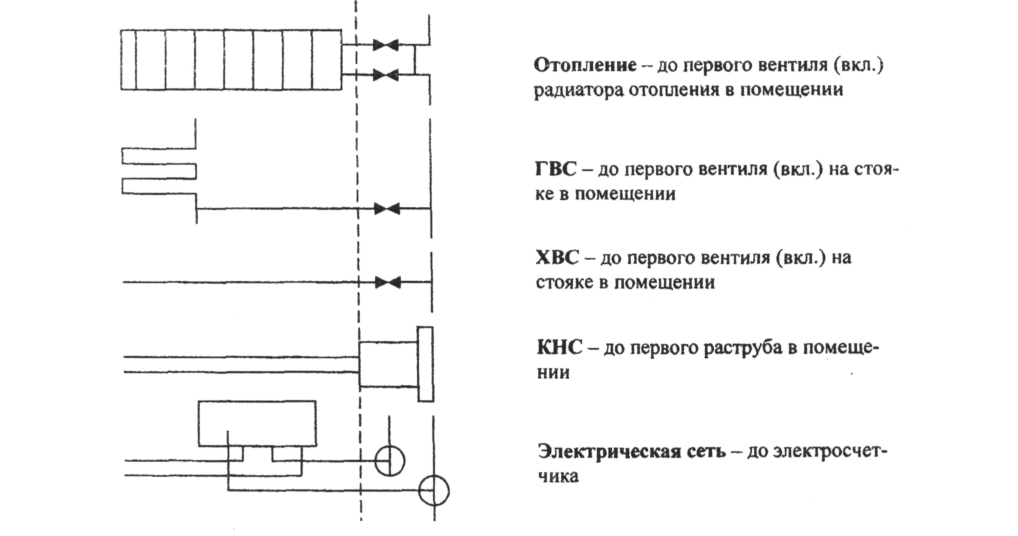 Отопление – до первого вентиля (вкл.)
радиатора отопления в помещении
ГВС – до первого вентиля (вкл.) на стоя-
ке в помещении
ХВС – до первого вентиля (вкл.) на
стояке в помещении
КНС – до первого раструба в помеще-
нии
Электрическая сеть – до электросчет-
чика